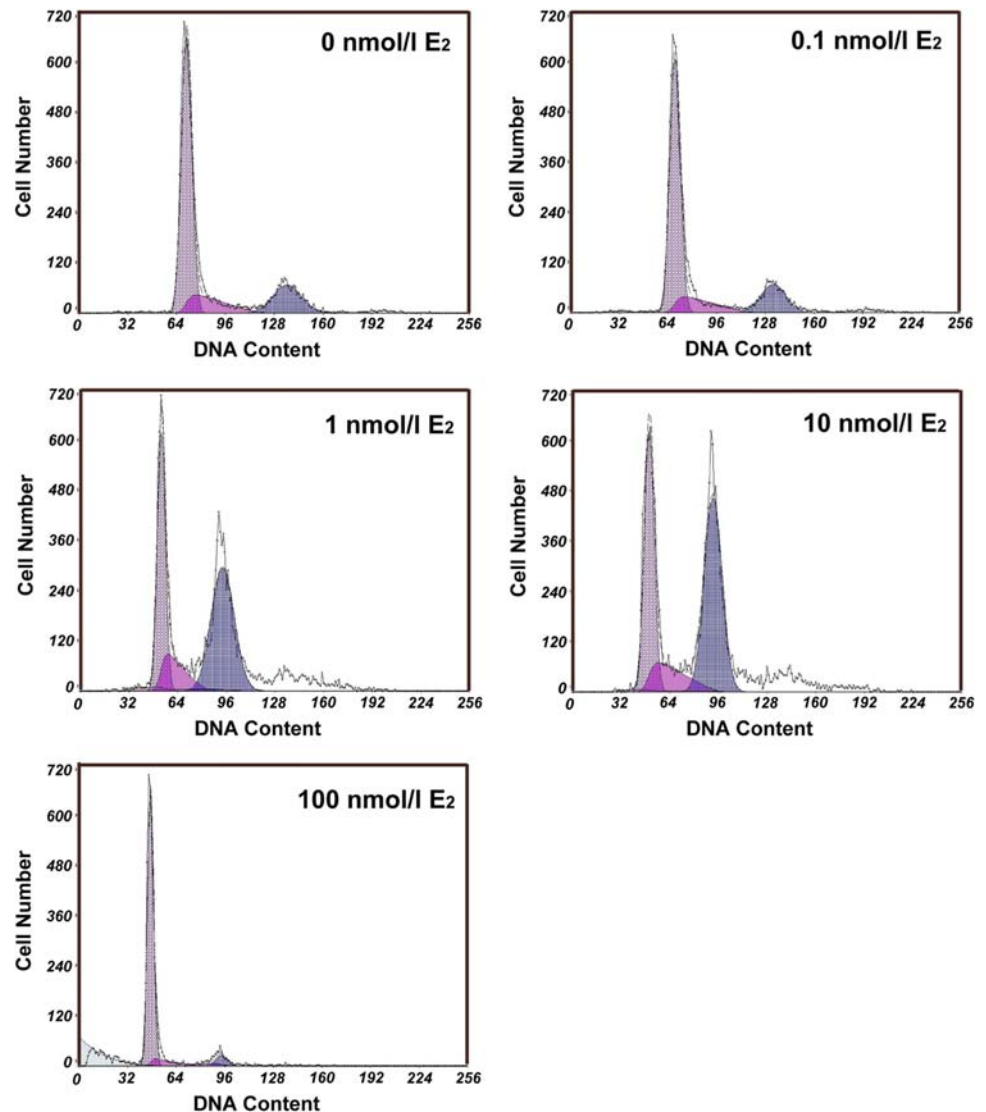 720
600
480
360
240
120
0
Cell Number
0 nmol/l E₂
0 32 64 96 128 160 192 224 256
DNA Content
720
600
480
360
240
120
0
Cell Number
0.1 nmol/l E₂
0 32 64 96 128 160 192 224 256
DNA Content
720
600
480
360
240
120
0
Cell Number
1 nmol/l E₂
0 32 64 96 128 160 192 224 256
DNA Content
720
600
480
360
240
120
0
Cell Number
10 nmol/l E₂
0 32 64 96 128 160 192 224 256
DNA Content
720
600
480
360
240
120
0
Cell Number
100 nmol/l E₂
0 32 64 96 128 160 192 224 256
DNA Content